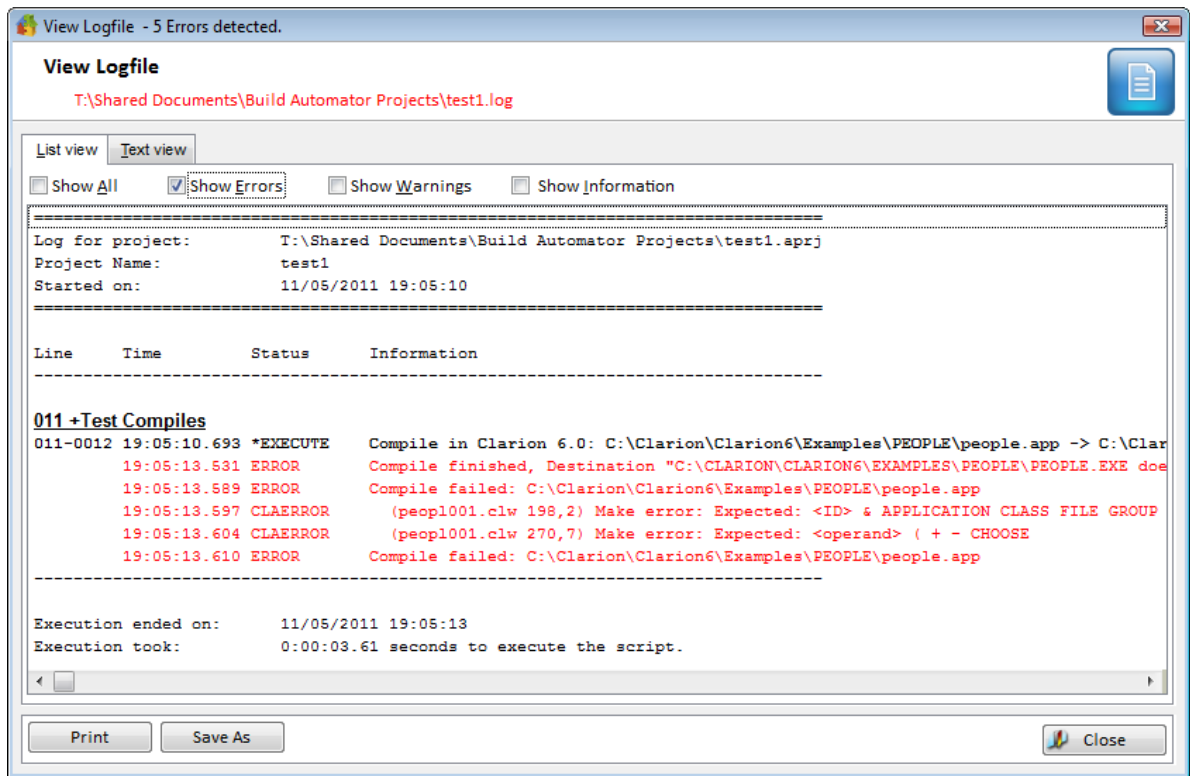 View Logfile - 5 Errors detected.
View Logfile
T:\Shared Documents\Build Automator Projects\test1.log
List view Text view
Show All Show Errors Show Warnings Show Information
================================================================================
Log for project: T:\Shared Documents\Build Automator Projects\test1.aprj
Project Name: test1
Started on: 11/05/2011 19:05:10
================================================================================
Line Time Status Information
--------------------------------------------------------------------------------
011 +Test Compiles
011-0012 19:05:10.693 *EXECUTE Compile in Clarion 6.0: C:\Clarion\Clarion6\Examples\PEOPLE\people.app -> C:\Clar
19:05:13.531 ERROR Compile finished, Destination "C:\CLARION\CLARION6\EXAMPLES\PEOPLE\PEOPLE.EXE doe
19:05:13.589 ERROR Compile failed: C:\Clarion\Clarion6\Examples\PEOPLE\people.app
19:05:13.597 CLAERROR (peopl001.clw 198,2) Make error: Expected: <ID> & APPLICATION CLASS FILE GROUP
19:05:13.604 CLAERROR (peopl001.clw 270,7) Make error: Expected: <operand> ( + - CHOOSE
19:05:13.610 ERROR Compile failed: C:\Clarion\Clarion6\Examples\PEOPLE\people.app
--------------------------------------------------------------------------------
Execution ended on: 11/05/2011 19:05:13
Execution took: 0:00:03.61 seconds to execute the script.
Print Save As Close